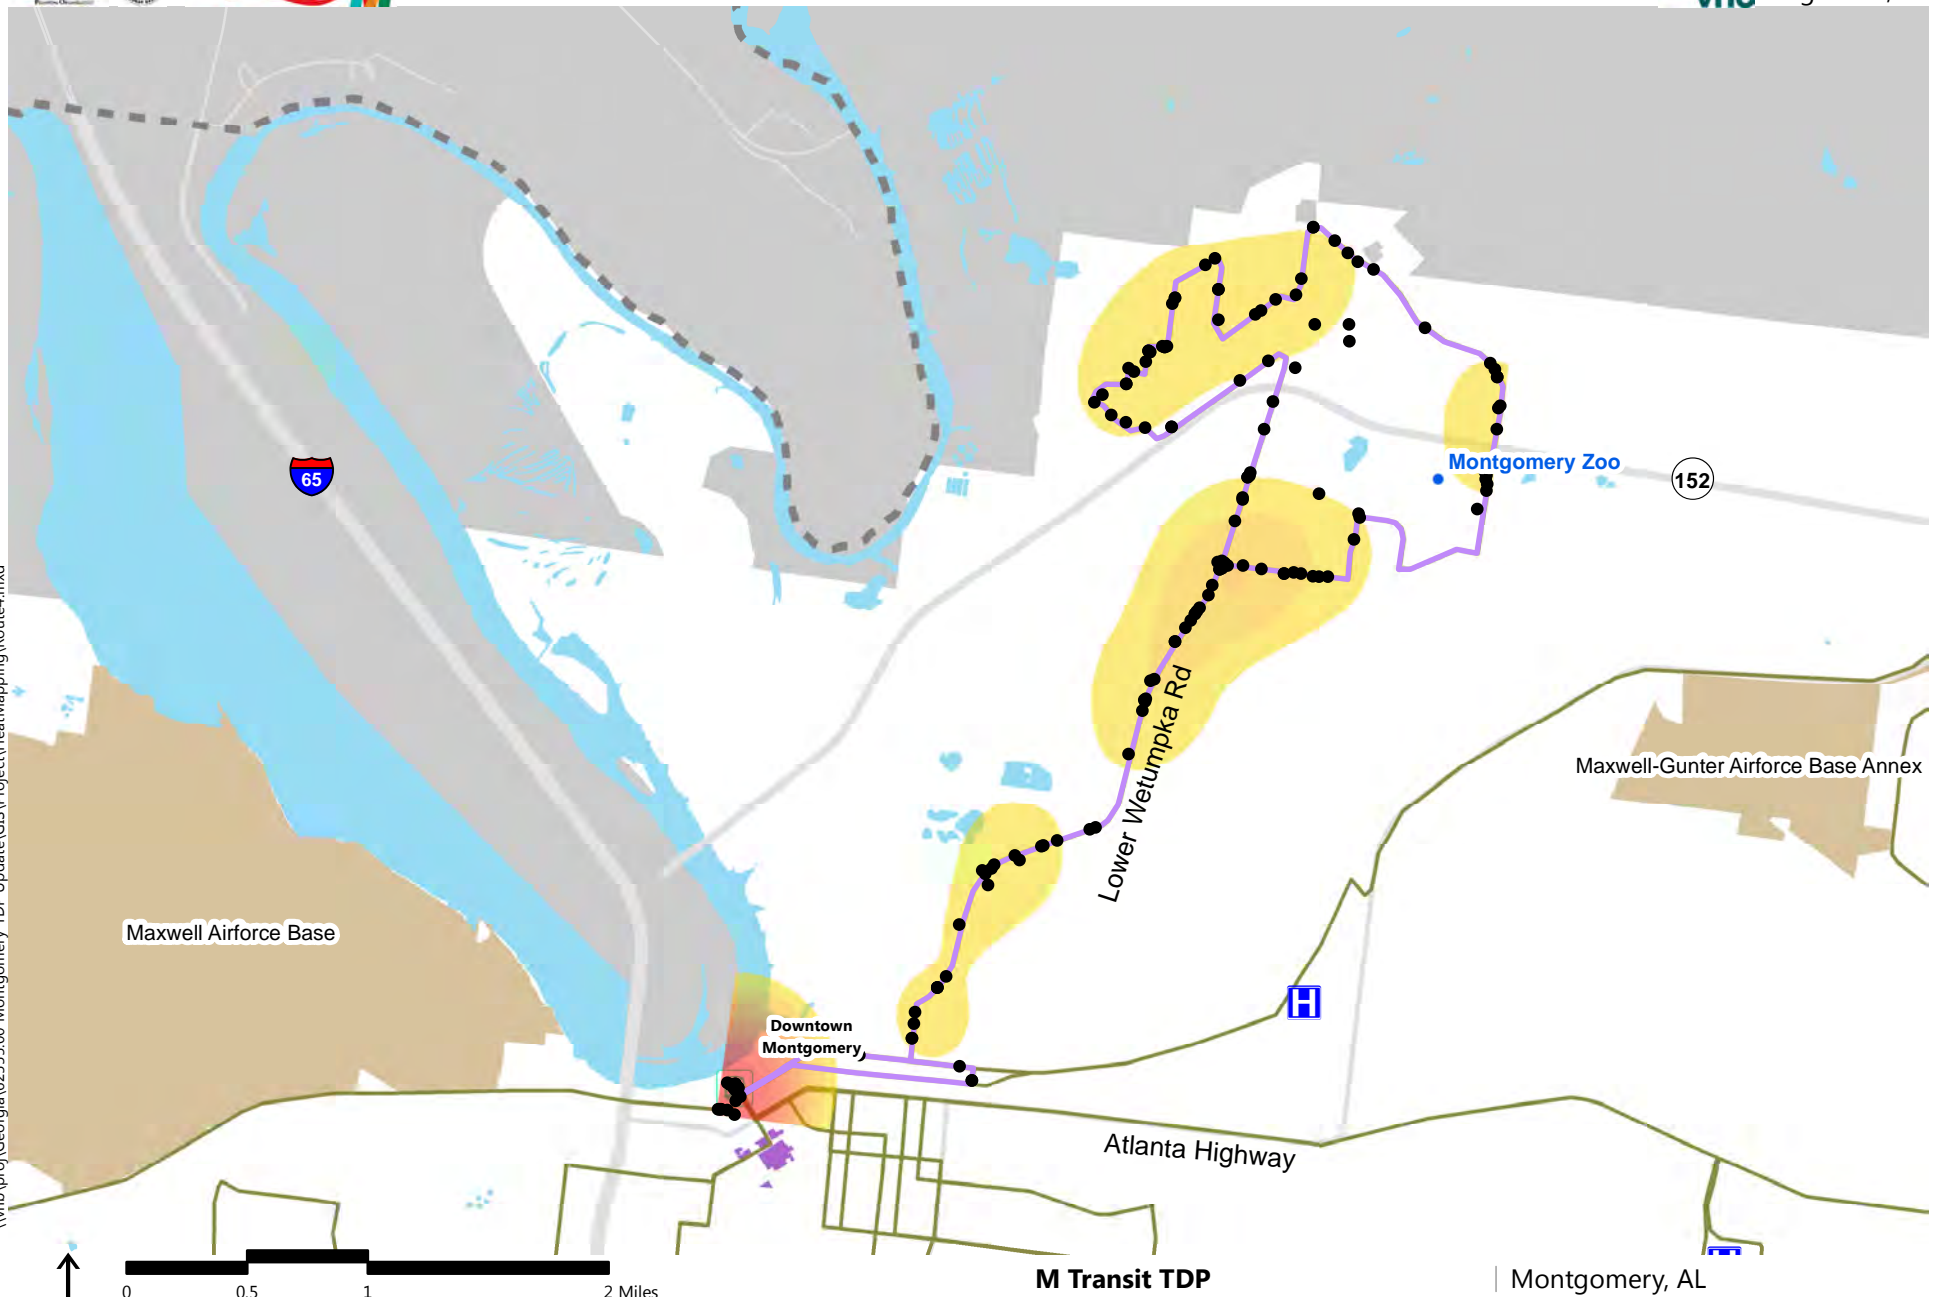 65
Montgomery Zoo
152
Lower Wetumpka Rd
Maxwell-Gunter Airforce Base Annex
Maxwell Airforce Base
H
Downtown
Montgomery
Atlanta Highway
0 0.5 1 2 Miles
M Transit TDP
Montgomery, AL